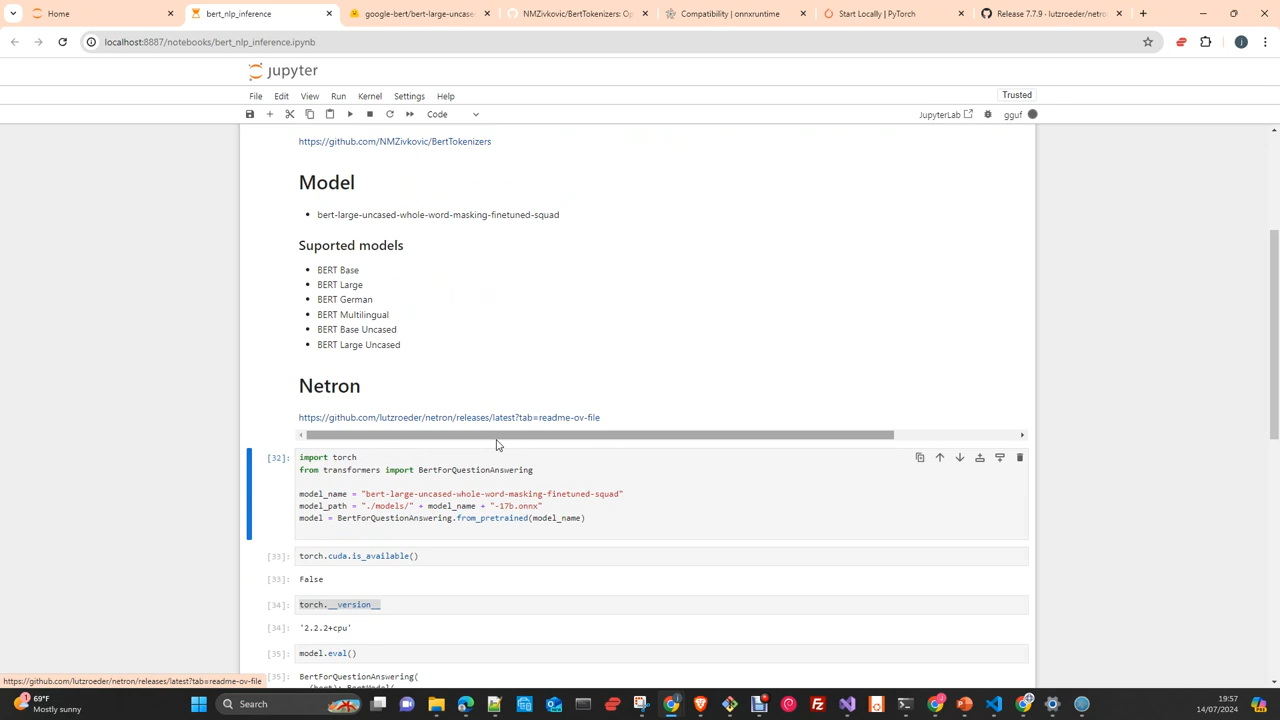 Home
bert_nlp_inference
google-bert/bert-large-uncase
NMZivkovic/BertTokenizers: Op
Compatibility | onnxruntime
Start Locally | PyTorch
Release 7.7.9 · lutzroeder/netro
localhost:8887/notebooks/bert_nlp_inference.ipynb
jupyter
File Edit View Run Kernel Settings Help
Trusted
Code
JupyterLab
gguf
https://github.com/NMZivkovic/BertTokenizers
Model
bert-large-uncased-whole-word-masking-finetuned-squad
Suported models
BERT Base
BERT Large
BERT German
BERT Multilingual
BERT Base Uncased
BERT Large Uncased
Netron
https://github.com/lutzroeder/netron/releases/latest?tab=readme-ov-file
[32]: import torch
from transformers import BertForQuestionAnswering
model_name = "bert-large-uncased-whole-word-masking-finetuned-squad"
model_path = "./models/" + model_name + "-17b.onnx"
model = BertForQuestionAnswering.from_pretrained(model_name)
[33]: torch.cuda.is_available()
[33]: False
[34]: torch.__version__
[34]: '2.2.2+cpu'
[35]: model.eval()
[35]: BertForQuestionAnswering(
(bert): BertModel(
https://github.com/lutzroeder/netron/releases/latest?tab=readme-ov-file
69°F
Mostly sunny
Search
19:57
14/07/2024